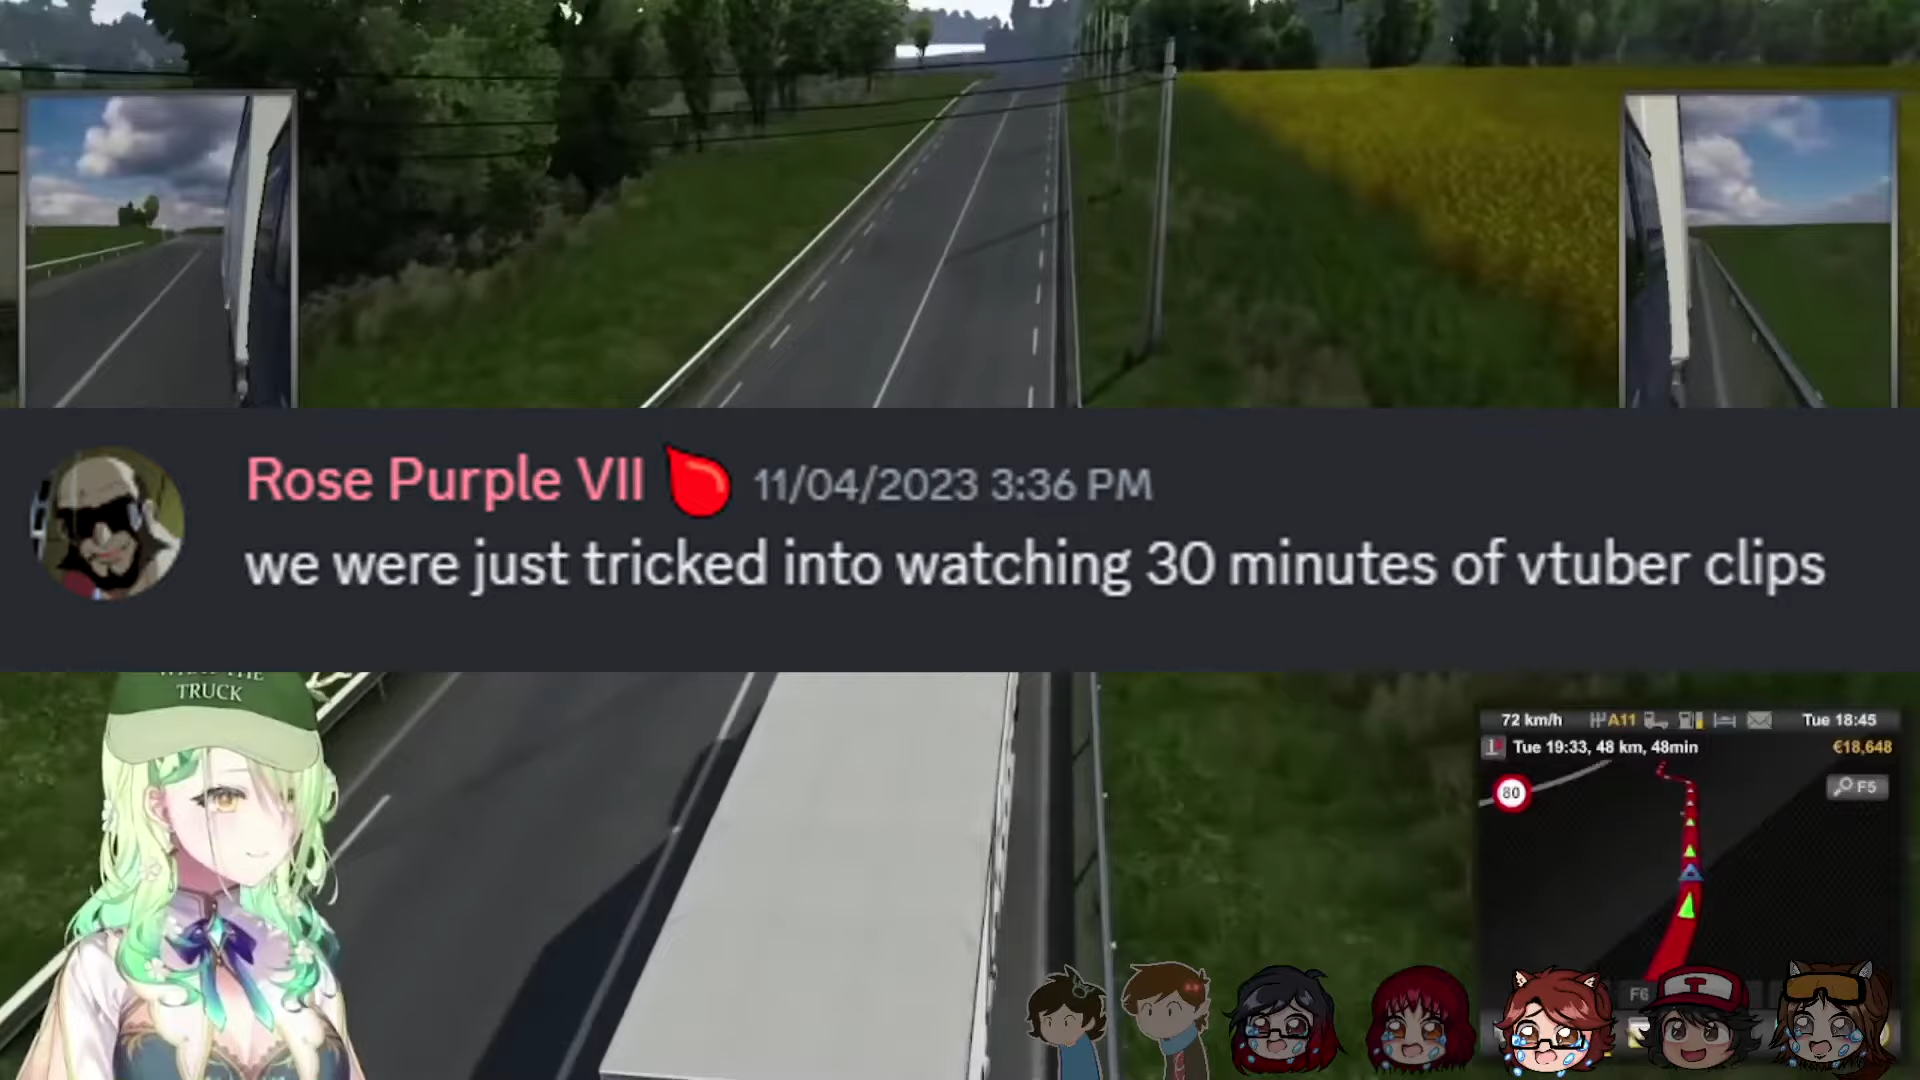 Rose Purple VII 11/04/2023 3:36 PM
we were just tricked into watching 30 minutes of vtuber clips
THE
TRUCK
72 km/h A11 Tue 18:45
Tue 19:33, 48 km, 48min €18,648
80
F5
F6
T